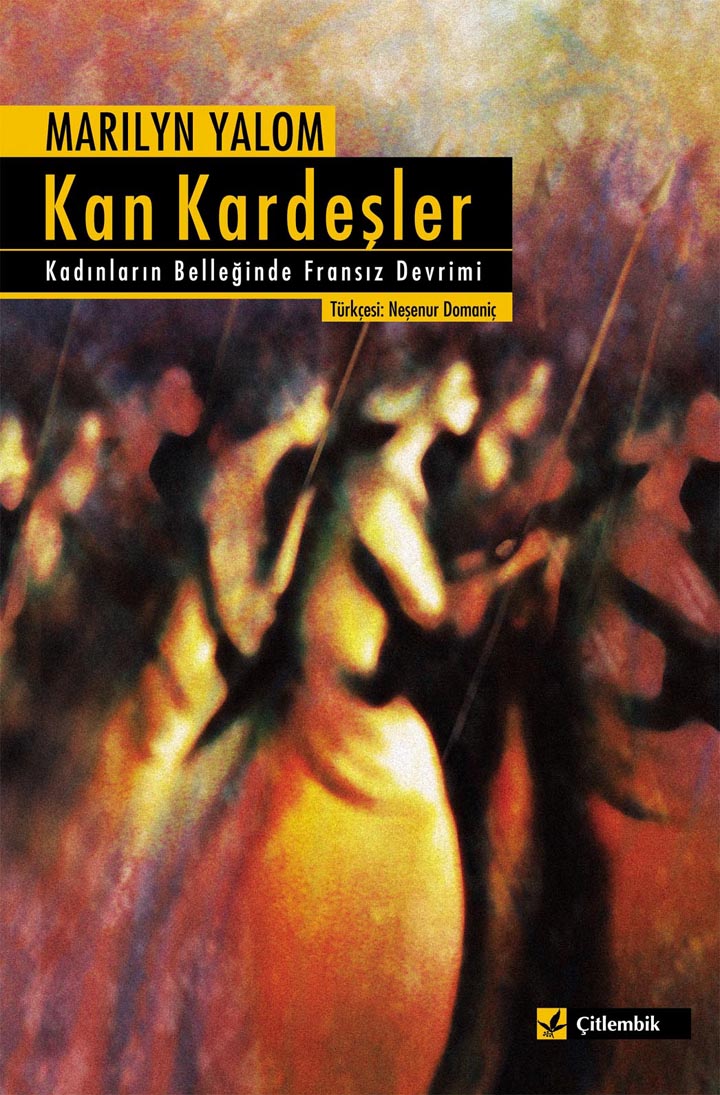 MARILYN YALOM
Kan Kardeşler
Kadınların Belleğinde Fransız Devrimi
Türkçesi: Neşenur Domaniç
Çitlembik